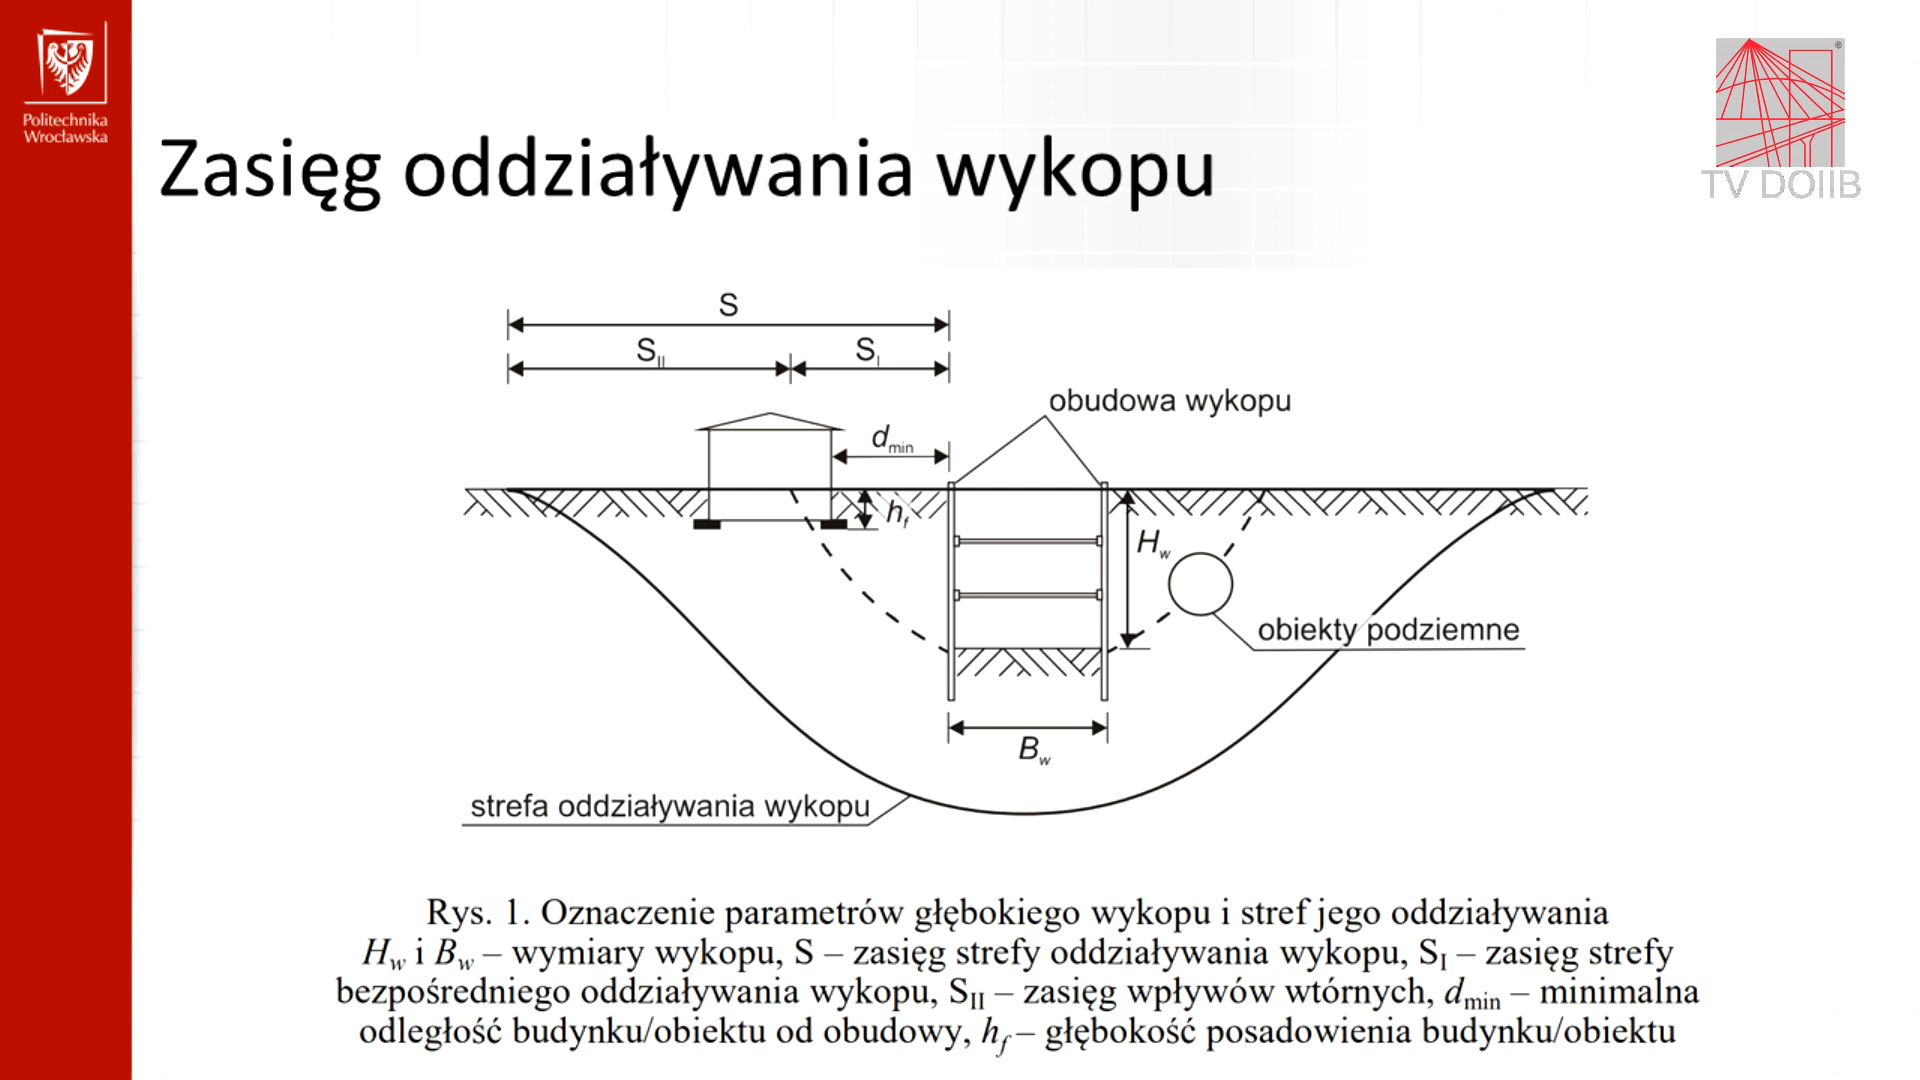 Politechnika
Wrocławska
®
TV DOIIB
Zasięg oddziaływania wykopu
S
S_II S_I
obudowa wykopu
d_min
h_f
H_w
obiekty podziemne
B_w
strefa oddziaływania wykopu
Rys. 1. Oznaczenie parametrów głębokiego wykopu i stref jego oddziaływania
H_w i B_w – wymiary wykopu, S – zasięg strefy oddziaływania wykopu, S_I – zasięg strefy
bezpośredniego oddziaływania wykopu, S_II – zasięg wpływów wtórnych, d_min – minimalna
odległość budynku/obiektu od obudowy, h_f – głębokość posadowienia budynku/obiektu